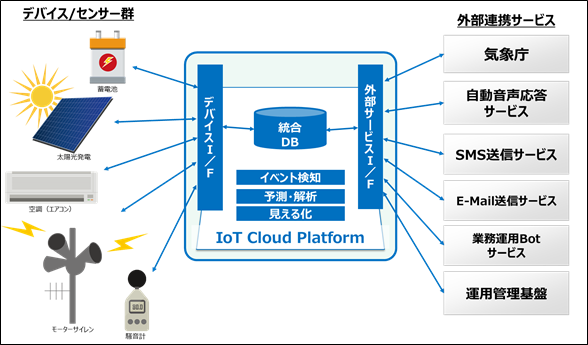 デバイス/センサー群
蓄電池
太陽光発電
空調（エアコン）
モーターサイレン
騒音計
デバイスI／F
統合
DB
イベント検知
予測・解析
見える化
IoT Cloud Platform
外部サービスI／F
外部連携サービス
気象庁
自動音声応答
サービス
SMS送信サービス
E-Mail送信サービス
業務運用Bot
サービス
運用管理基盤